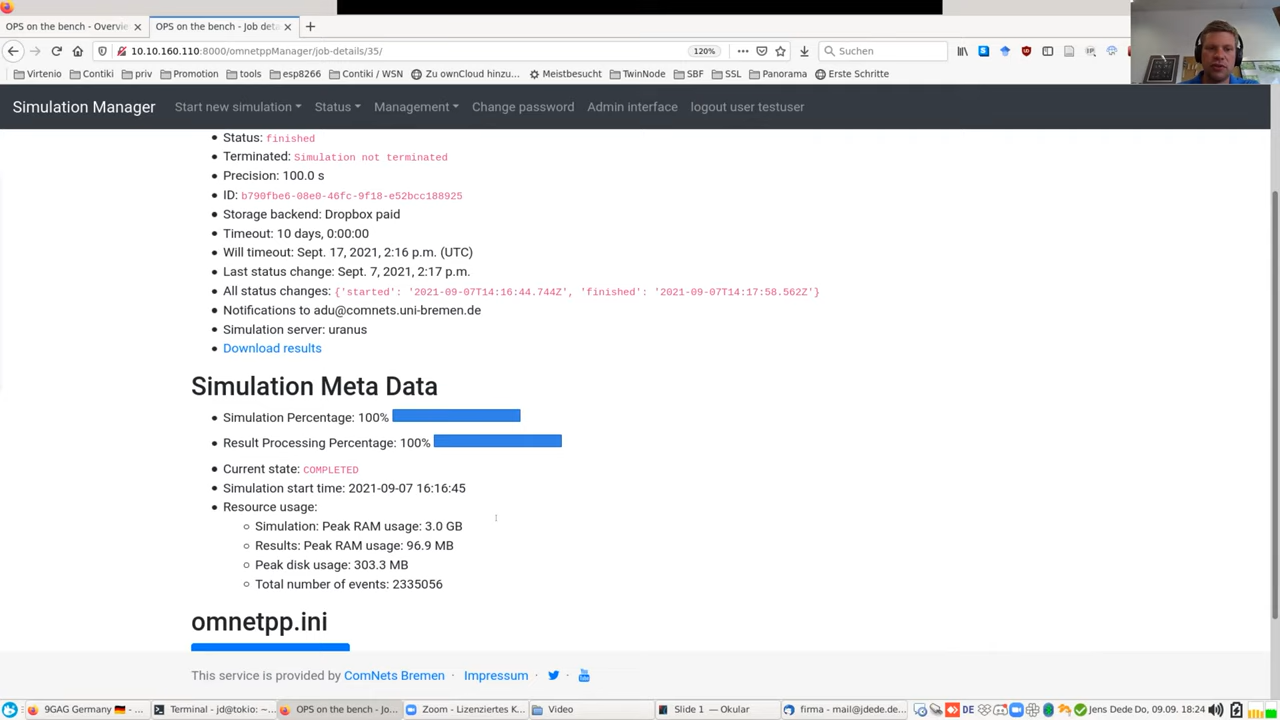 OPS on the bench - Overvie
OPS on the bench - Job deta
10.10.160.110:8000/omnetppManager/job-details/35/
120%
Suchen
Virtenio
Contiki
priv
Promotion
tools
esp8266
Contiki / WSN
Zu ownCloud hinzu...
Meistbesucht
TwinNode
SBF
SSL
Panorama
Erste Schritte
Simulation Manager
Start new simulation
Status
Management
Change password
Admin interface
logout user testuser
Status: finished
Terminated: Simulation not terminated
Precision: 100.0 s
ID: b790fbe6-08e0-46fc-9f18-e52bcc188925
Storage backend: Dropbox paid
Timeout: 10 days, 0:00:00
Will timeout: Sept. 17, 2021, 2:16 p.m. (UTC)
Last status change: Sept. 7, 2021, 2:17 p.m.
All status changes: {'started': '2021-09-07T14:16:44.744Z', 'finished': '2021-09-07T14:17:58.562Z'}
Notifications to adu@comnets.uni-bremen.de
Simulation server: uranus
Download results
Simulation Meta Data
Simulation Percentage: 100%
Result Processing Percentage: 100%
Current state: COMPLETED
Simulation start time: 2021-09-07 16:16:45
Resource usage:
Simulation: Peak RAM usage: 3.0 GB
Results: Peak RAM usage: 96.9 MB
Peak disk usage: 303.3 MB
Total number of events: 2335056
omnetpp.ini
This service is provided by ComNets Bremen · Impressum ·
9GAG Germany - ...
Terminal - jd@tokio: ~...
OPS on the bench - Jo...
Zoom - Lizenziertes K...
Video
Slide 1 — Okular
firma - mail@jdede.de...
DE
Jens Dede Do, 09.09. 18:24